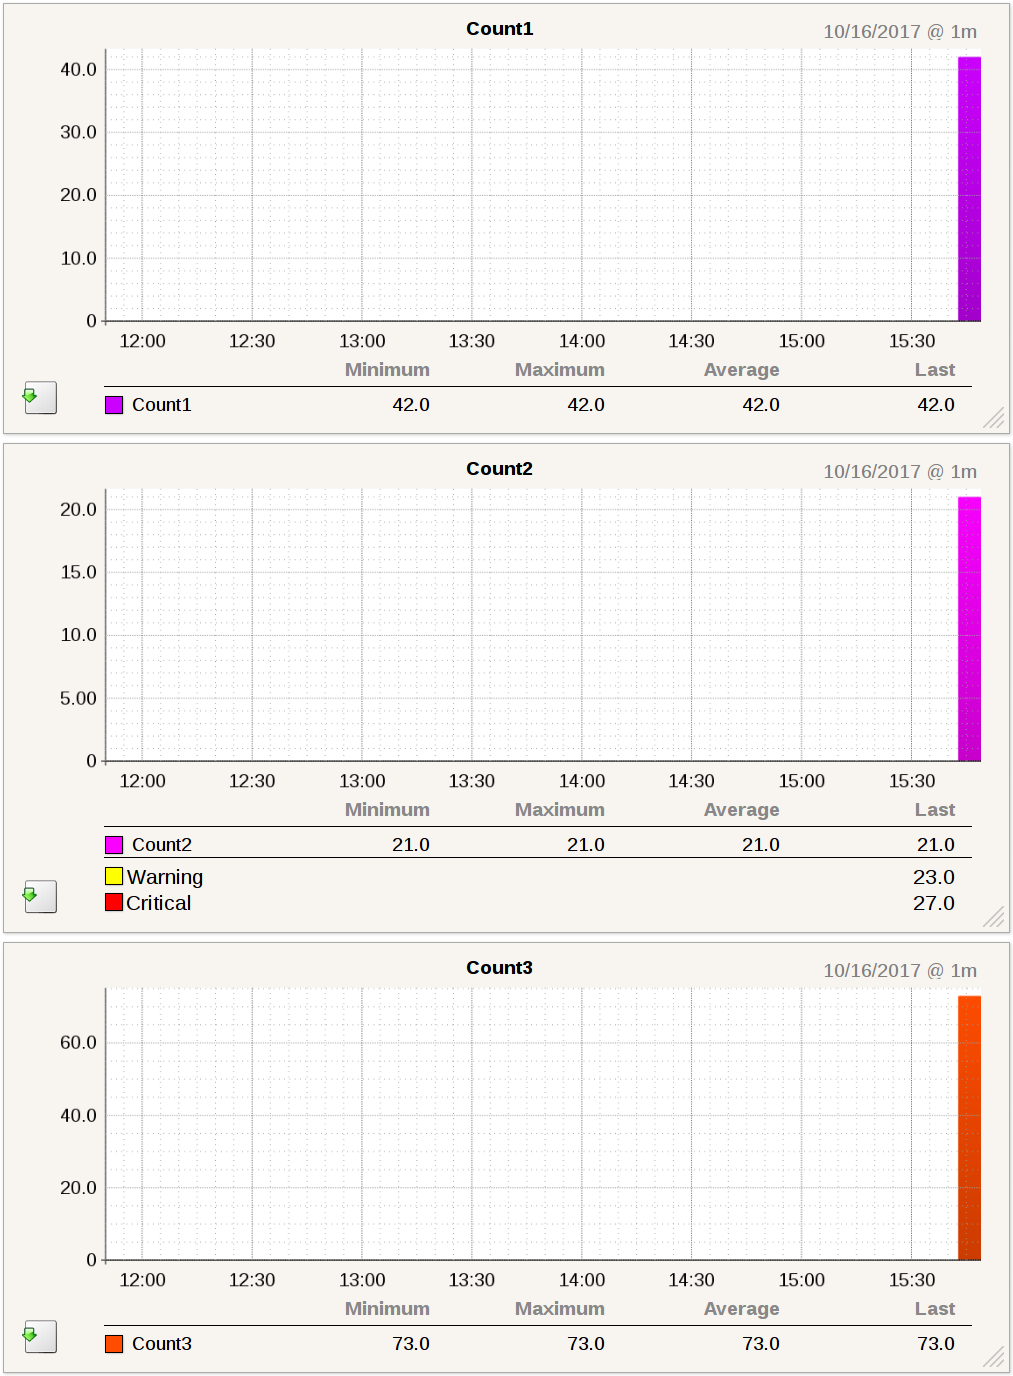 Count1 10/16/2017 @ 1m
40.0
30.0
20.0
10.0
0
12:00 12:30 13:00 13:30 14:00 14:30 15:00 15:30
Minimum Maximum Average Last
Count1 42.0 42.0 42.0 42.0
Count2 10/16/2017 @ 1m
20.0
15.0
10.0
5.00
0
12:00 12:30 13:00 13:30 14:00 14:30 15:00 15:30
Minimum Maximum Average Last
Count2 21.0 21.0 21.0 21.0
Warning 23.0
Critical 27.0
Count3 10/16/2017 @ 1m
60.0
40.0
20.0
0
12:00 12:30 13:00 13:30 14:00 14:30 15:00 15:30
Minimum Maximum Average Last
Count3 73.0 73.0 73.0 73.0